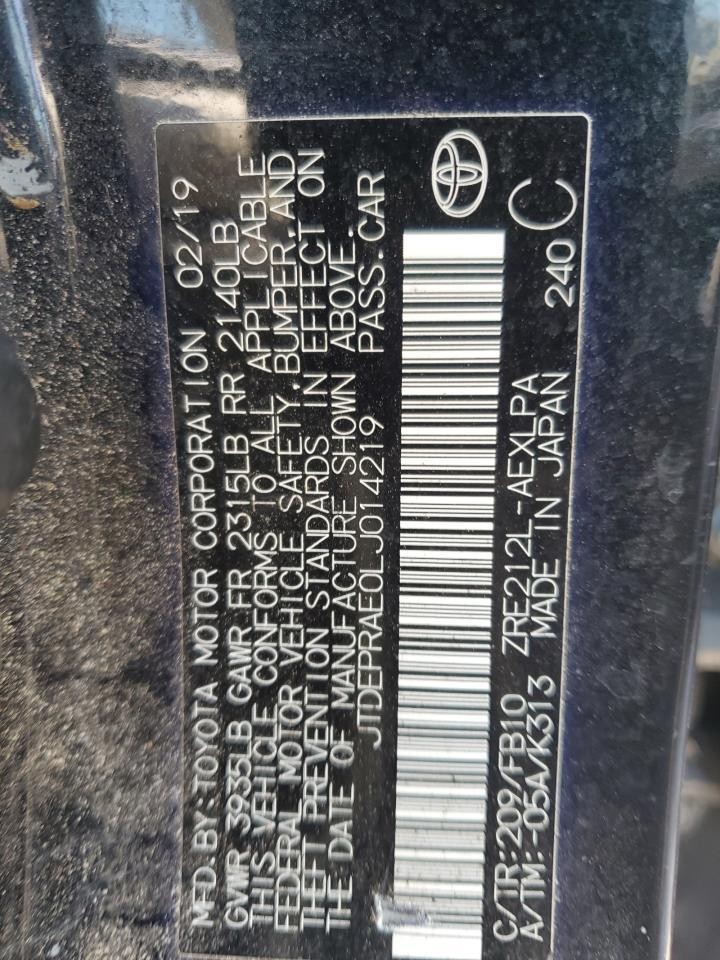 MFD.BY:TOYOTA MOTOR CORPORATION 02/19
GVWR 3935LB GAWR FR 2315LB RR 2140LB
THIS VEHICLE CONFORMS TO ALL APPLICABLE
FEDERAL MOTOR VEHICLE SAFETY,BUMPER,AND
THEFT PREVENTION STANDARDS IN EFFECT ON
THE DATE OF MANUFACTURE SHOWN ABOVE.
JTDEPRAE0LJ014219 PASS.CAR
C/TR:209/FB10 ZRE212L-AEXLPA
A/TM:-05A/K313 MADE IN JAPAN 240 C